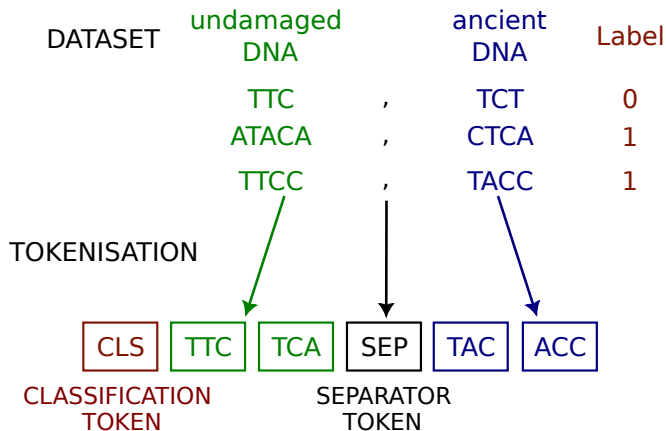 DATASET undamaged DNA ancient DNA Label
TTC , TCT 0
ATACA , CTCA 1
TTCC , TACC 1
TOKENISATION
CLS TTC TCA SEP TAC ACC
CLASSIFICATION TOKEN SEPARATOR TOKEN